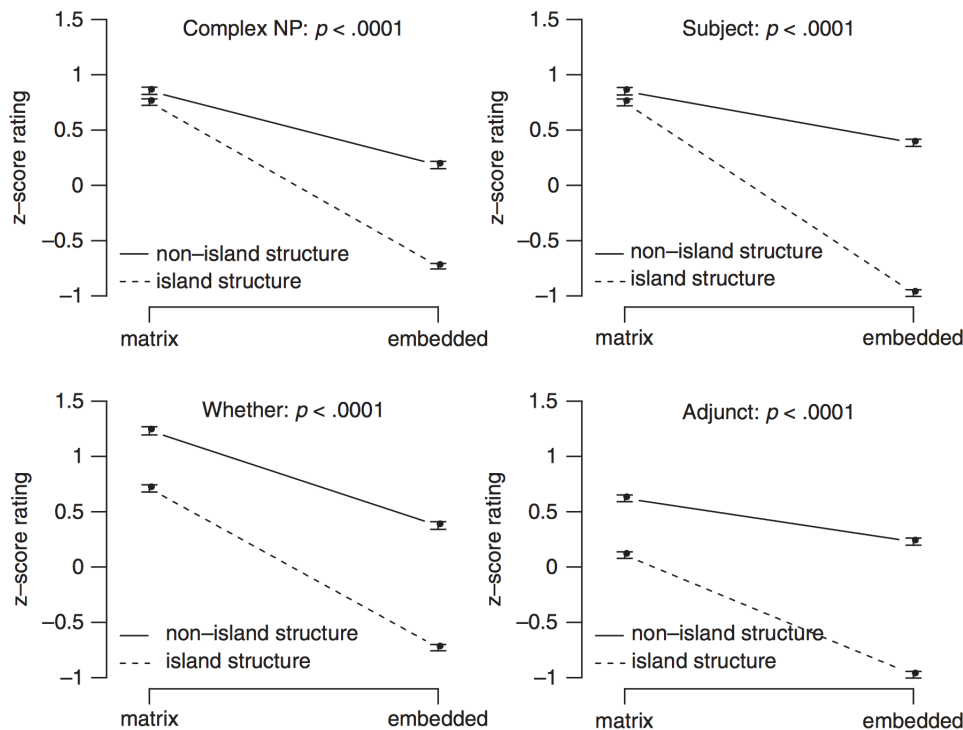 Complex NP: p < .0001
z–score rating
1.5
1
0.5
0
–0.5
–1
non–island structure
island structure
matrix
embedded
Subject: p < .0001
z–score rating
1.5
1
0.5
0
–0.5
–1
non–island structure
island structure
matrix
embedded
Whether: p < .0001
z–score rating
1.5
1
0.5
0
–0.5
–1
non–island structure
island structure
matrix
embedded
Adjunct: p < .0001
z–score rating
1.5
1
0.5
0
–0.5
–1
non–island structure
island structure
matrix
embedded